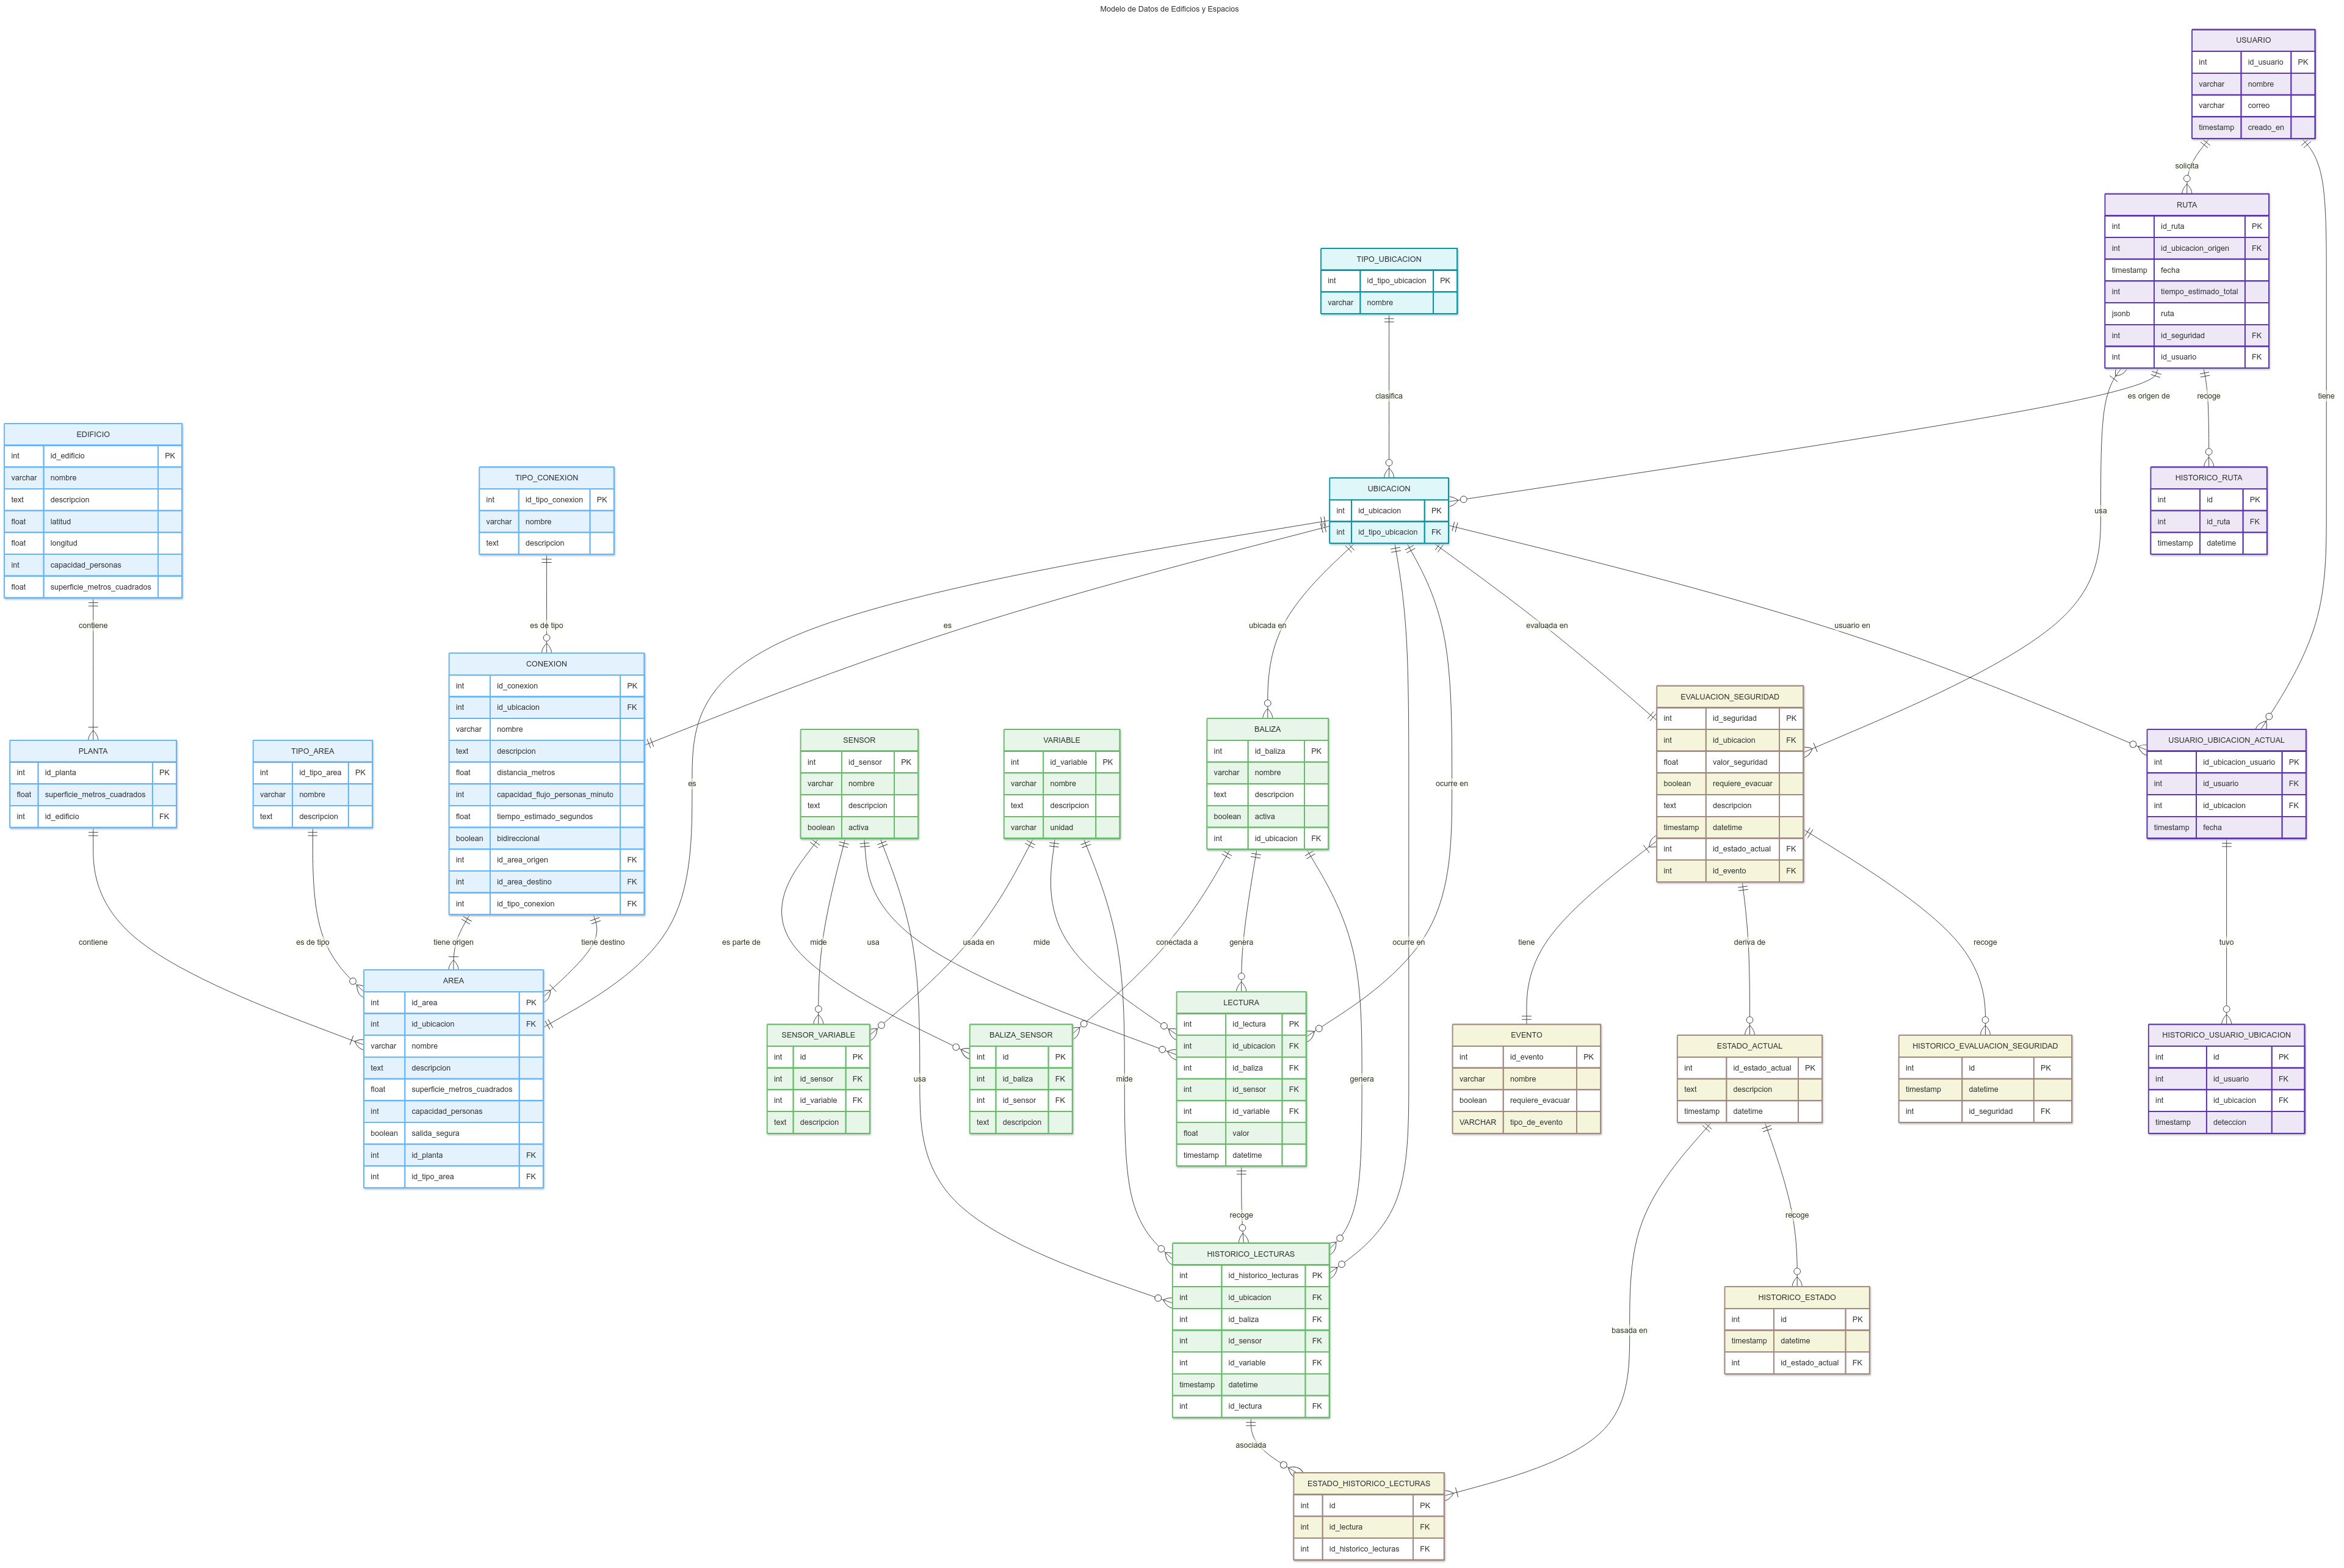 Modelo de Datos de Edificios y Espacios
USUARIO
int id_usuario PK
varchar nombre
varchar correo
timestamp creado_en
solicita
RUTA
int id_ruta PK
int id_ubicacion_origen FK
timestamp fecha
int tiempo_estimado_total
jsonb ruta
int id_seguridad FK
int id_usuario FK
TIPO_UBICACION
int id_tipo_ubicacion PK
varchar nombre
clasifica
es origen de
recoge
tiene
EDIFICIO
int id_edificio PK
varchar nombre
text descripcion
float latitud
float longitud
int capacidad_personas
float superficie_metros_cuadrados
TIPO_CONEXION
int id_tipo_conexion PK
varchar nombre
text descripcion
UBICACION
int id_ubicacion PK
int id_tipo_ubicacion FK
usa
HISTORICO_RUTA
int id PK
int id_ruta FK
timestamp datetime
contiene
es de tipo
es
ubicada en
evaluada en
usuario en
CONEXION
int id_conexion PK
int id_ubicacion FK
varchar nombre
text descripcion
float distancia_metros
int capacidad_flujo_personas_minuto
float tiempo_estimado_segundos
boolean bidireccional
int id_area_origen FK
int id_area_destino FK
int id_tipo_conexion FK
EVALUACION_SEGURIDAD
int id_seguridad PK
int id_ubicacion FK
float valor_seguridad
boolean requiere_evacuar
text descripcion
timestamp datetime
int id_estado_actual FK
int id_evento FK
PLANTA
int id_planta PK
float superficie_metros_cuadrados
int id_edificio FK
TIPO_AREA
int id_tipo_area PK
varchar nombre
text descripcion
es
SENSOR
int id_sensor PK
varchar nombre
text descripcion
boolean activa
VARIABLE
int id_variable PK
varchar nombre
text descripcion
varchar unidad
BALIZA
int id_baliza PK
varchar nombre
text descripcion
boolean activa
int id_ubicacion FK
ocurre en
USUARIO_UBICACION_ACTUAL
int id_ubicacion_usuario PK
int id_usuario FK
int id_ubicacion FK
timestamp fecha
contiene
es de tipo
tiene origen
tiene destino
es parte de
mide
usa
usada en
mide
conectada a
genera
ocurre en
tiene
deriva de
recoge
tuvo
AREA
int id_area PK
int id_ubicacion FK
varchar nombre
text descripcion
float superficie_metros_cuadrados
int capacidad_personas
boolean salida_segura
int id_planta FK
int id_tipo_area FK
SENSOR_VARIABLE
int id PK
int id_sensor FK
int id_variable FK
text descripcion
usa
BALIZA_SENSOR
int id PK
int id_baliza FK
int id_sensor FK
text descripcion
mide
LECTURA
int id_lectura PK
int id_ubicacion FK
int id_baliza FK
int id_sensor FK
int id_variable FK
float valor
timestamp datetime
genera
EVENTO
int id_evento PK
varchar nombre
boolean requiere_evacuar
VARCHAR tipo_de_evento
ESTADO_ACTUAL
int id_estado_actual PK
text descripcion
timestamp datetime
HISTORICO_EVALUACION_SEGURIDAD
int id PK
timestamp datetime
int id_seguridad FK
HISTORICO_USUARIO_UBICACION
int id PK
int id_usuario FK
int id_ubicacion FK
timestamp deteccion
recoge
recoge
HISTORICO_LECTURAS
int id_historico_lecturas PK
int id_ubicacion FK
int id_baliza FK
int id_sensor FK
int id_variable FK
timestamp datetime
int id_lectura FK
basada en
HISTORICO_ESTADO
int id PK
timestamp datetime
int id_estado_actual FK
asociada
ESTADO_HISTORICO_LECTURAS
int id PK
int id_lectura FK
int id_historico_lecturas FK